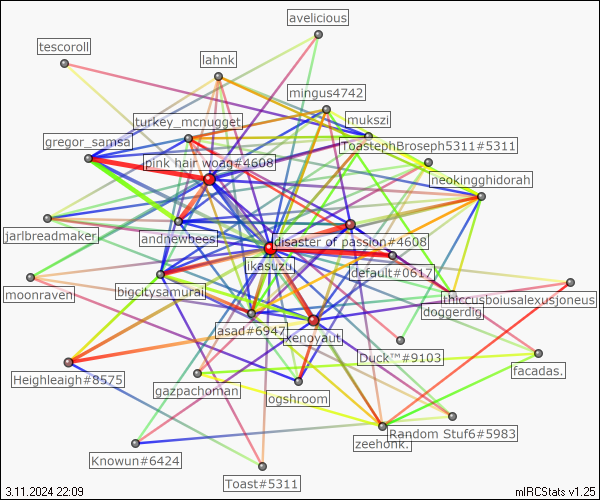 avelicious
tescoroll
lahnk
mingus4742
mukszi
turkey_mcnugget
gregor_samsa
ToastephBroseph5311#5311
pink hair woag#4608
neokingghidorah
jarlbreadmaker
andnewbees
disaster of passion#4608
ikasuzu
default#0617
moonraven
bigcitysamurai
thiccusboiusalexusjoneus
doggerdig
asad#6947
xenoyaut
Duck™#9103
facadas.
Heighleaigh#8575
gazpachoman
ogshroom
Random Stuf6#5983
zeehonk.
Knowun#6424
Toast#5311
3.11.2024 22:09
mIRCStats v1.25